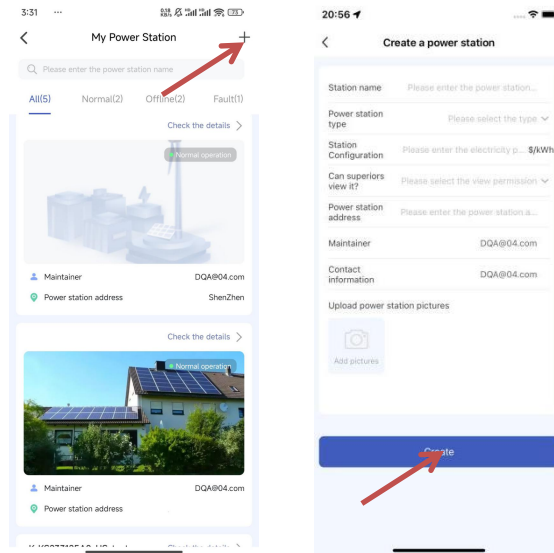 3:31 ...
My Power Station
Please enter the power station name
All(5) Normal(2) Offline(2) Fault(1)
Check the details
Normal operation
Maintainer DQA@04.com
Power station address ShenZhen
Check the details
Normal operation
Maintainer DQA@04.com
Power station address
20:56
Create a power station
Station name Please enter the power station...
Power station type Please select the type
Station Configuration Please enter the electricity p... $/kWh
Can superiors view it? Please select the view permission
Power station address Please enter the power station a...
Maintainer DQA@04.com
Contact information DQA@04.com
Upload power station pictures
Add pictures
Create